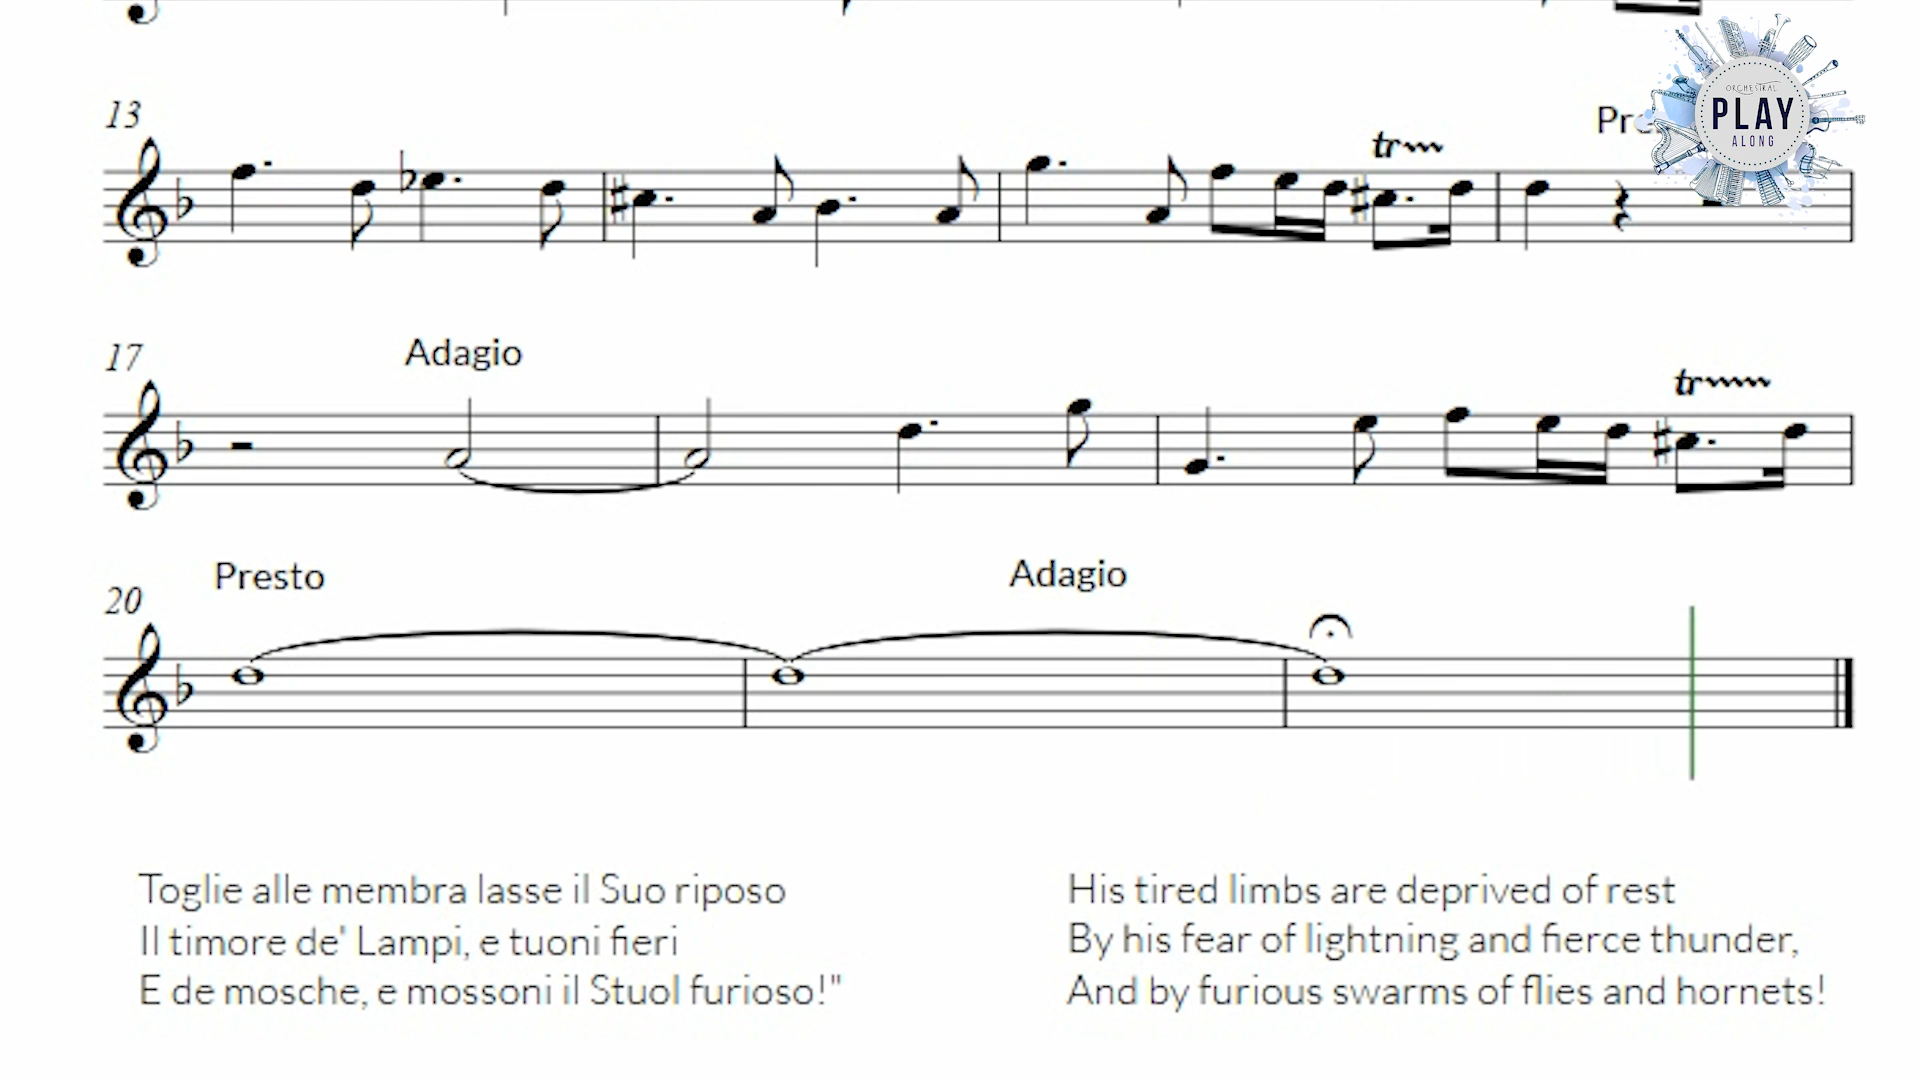 ORCHESTRAL
PLAY
ALONG
13
tr
17
Adagio
tr
Presto
Adagio
20
Toglie alle membra lasse il Suo riposo
Il timore de' Lampi, e tuoni fieri
E de mosche, e mossoni il Stuol furioso!"
His tired limbs are deprived of rest
By his fear of lightning and fierce thunder,
And by furious swarms of flies and hornets!